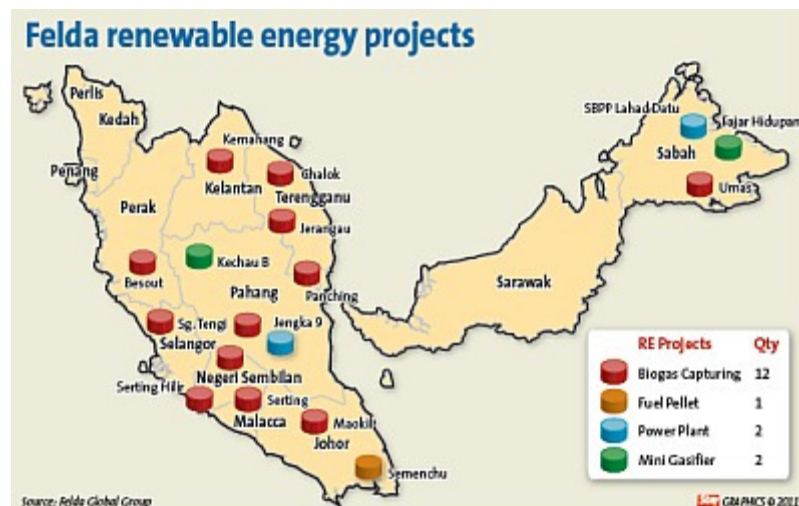 Felda renewable energy projects
Perlis
Kedah
Penang
Perak
Kemahang
Kelantan
Chalok
Terengganu
Jerangau
Besout
Kechau B
Pahang
Panching
Sg. Tengi
Selangor
Jengka 9
Negeri Sembilan
Serting Hilir
Serting
Malacca
Maokil
Johor
Semenchu
SBPP Lahad Datu
Fajar Hidupan
Sabah
Umas
Sarawak
RE Projects Qty
Biogas Capturing 12
Fuel Pellet 1
Power Plant 2
Mini Gasifier 2
Source: Felda Global Group
GRAPHICS © 2011